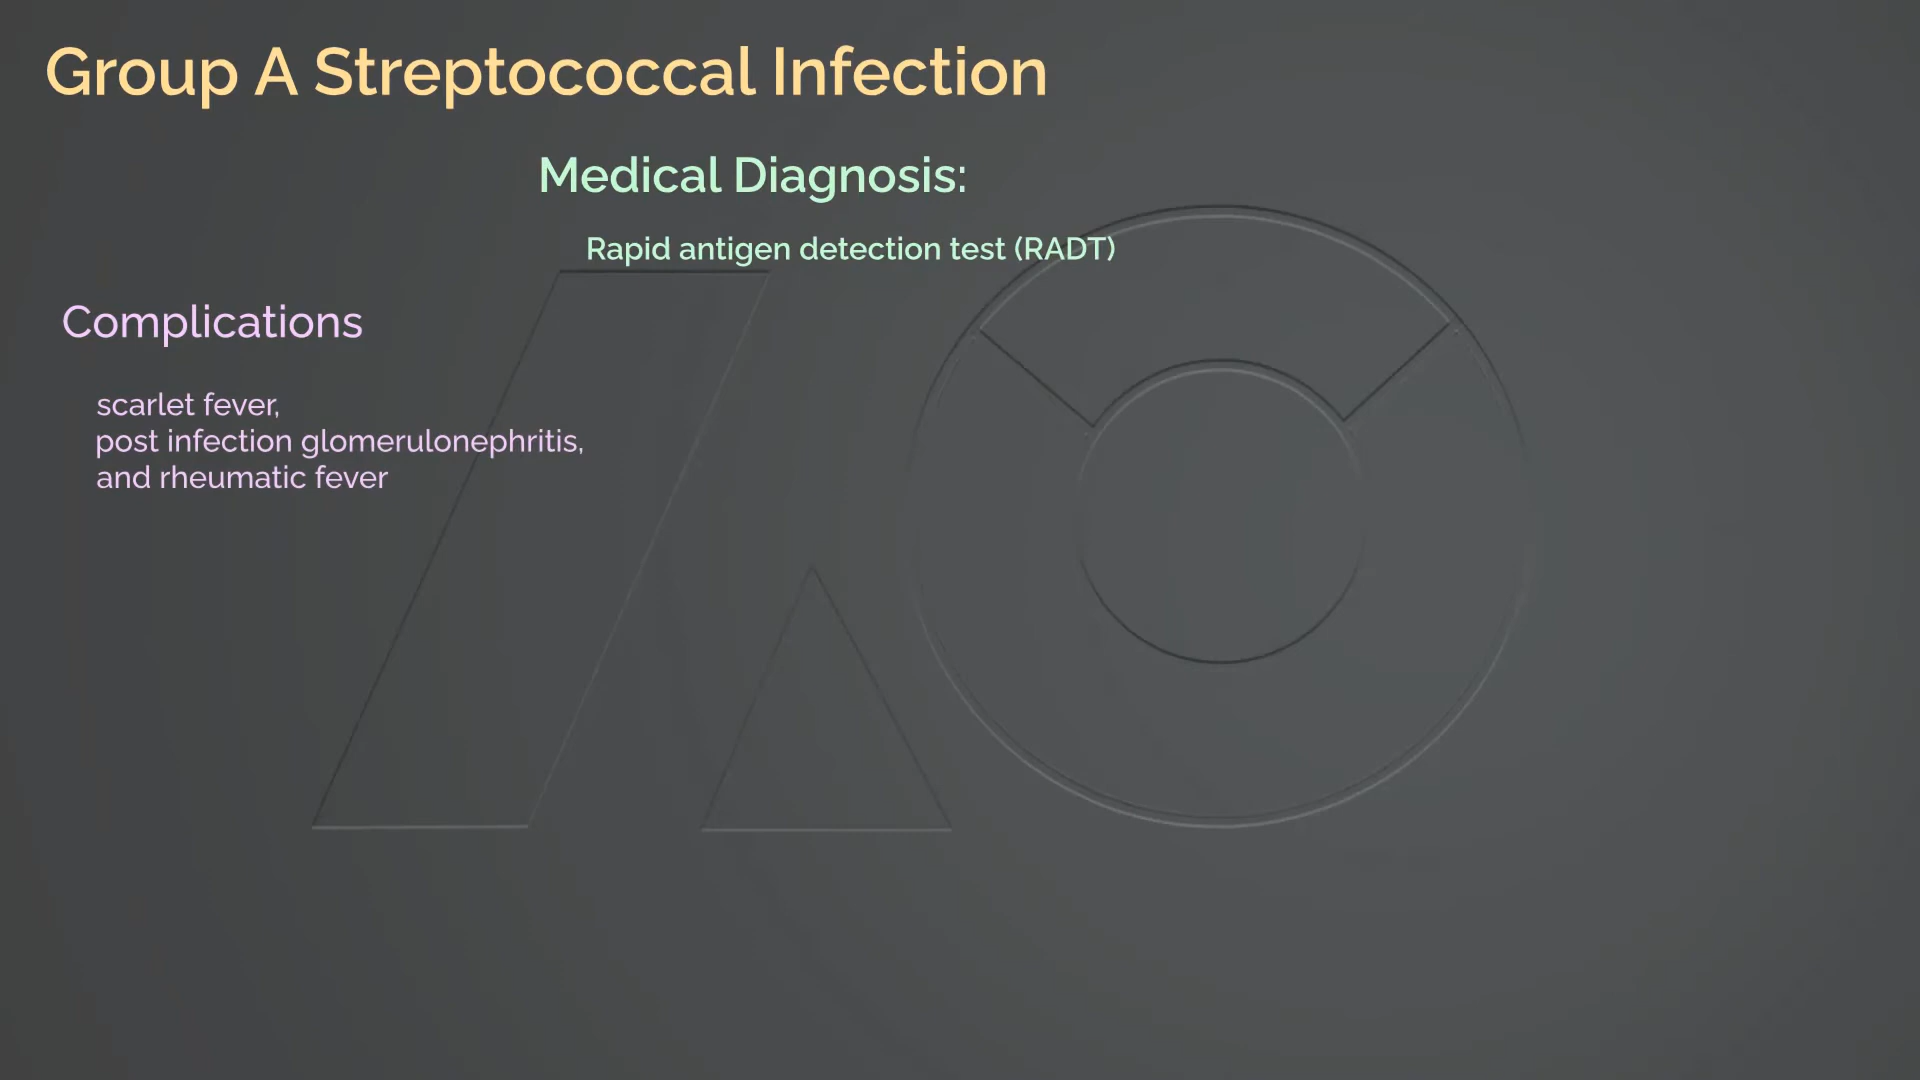 Group A Streptococcal Infection
Medical Diagnosis:
Rapid antigen detection test (RADT)
Complications
scarlet fever,
post infection glomerulonephritis,
and rheumatic fever